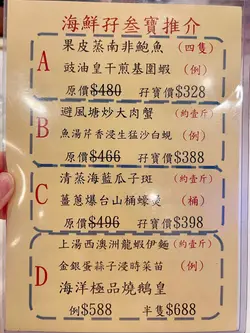 海鮮孖叁寶推介
A
果皮蒸南非鮑魚 (四隻)
豉油皇干煎基圍蝦 (例)
原價$480 孖寶價$328
B
避風塘炒大肉蟹 (約壹斤)
魚湯芹香浸生猛沙白蜆 (例)
原價$466 孖寶價$388
C
清蒸海藍瓜子斑 (約壹斤)
薑蔥爆台山桶蠔 (桶)
原價$496 孖寶價$398
D
上湯西澳洲龍蝦伊麵 (約壹斤)
金銀蛋蒜子浸時菜苗 (例)
海洋極品燒鵝皇
例$588 半隻$688